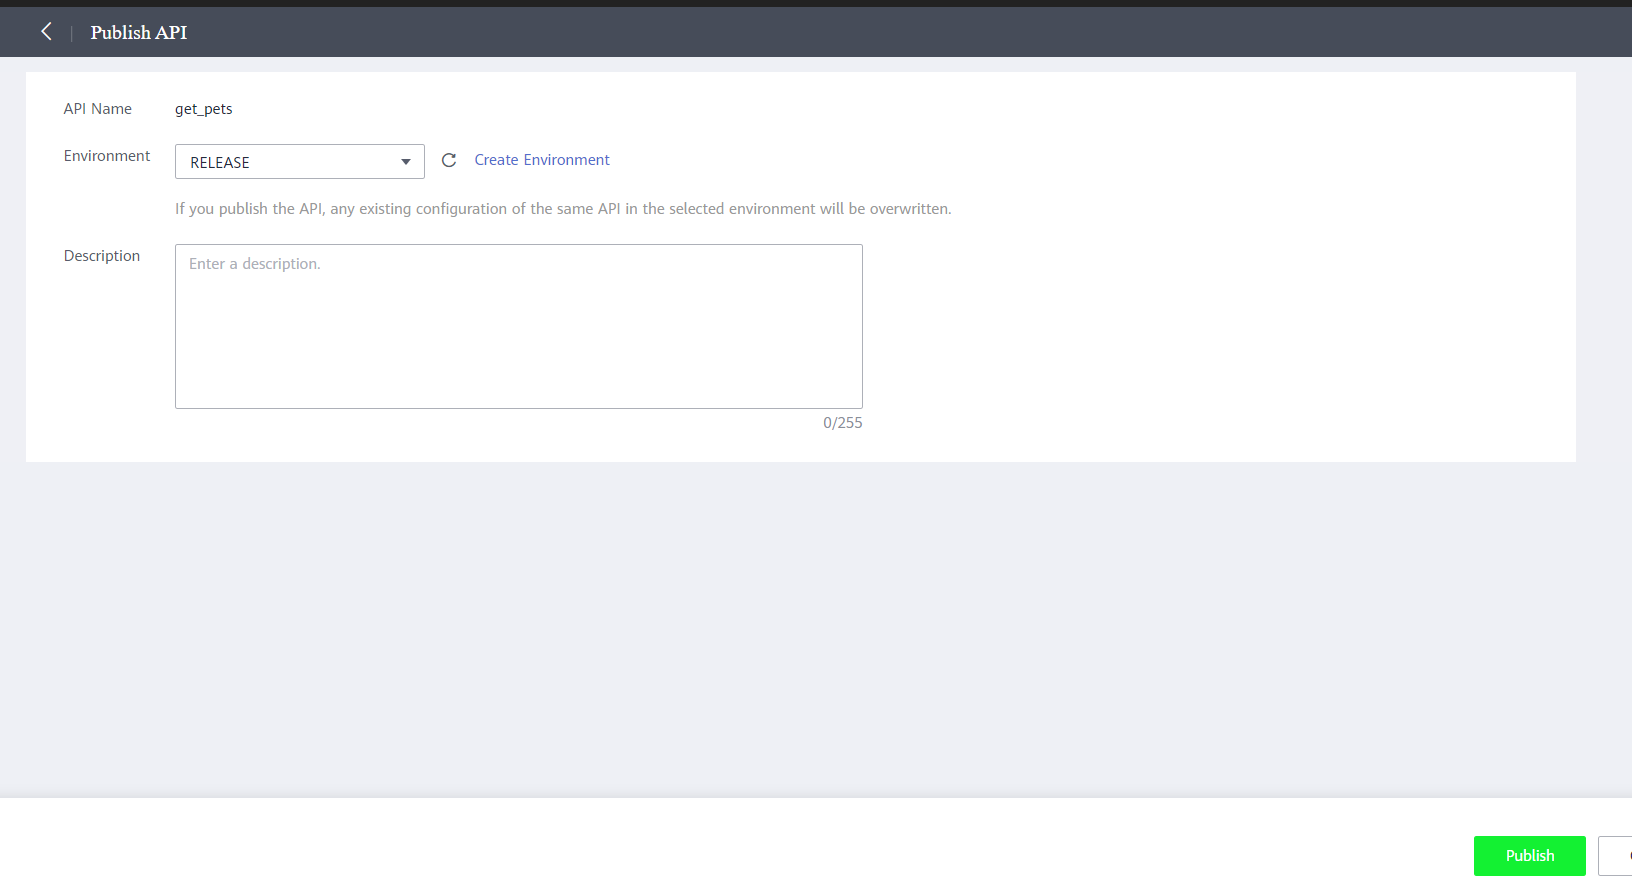 Publish API
API Name get_pets
Environment RELEASE Create Environment
If you publish the API, any existing configuration of the same API in the selected environment will be overwritten.
Description Enter a description.
0/255
Publish